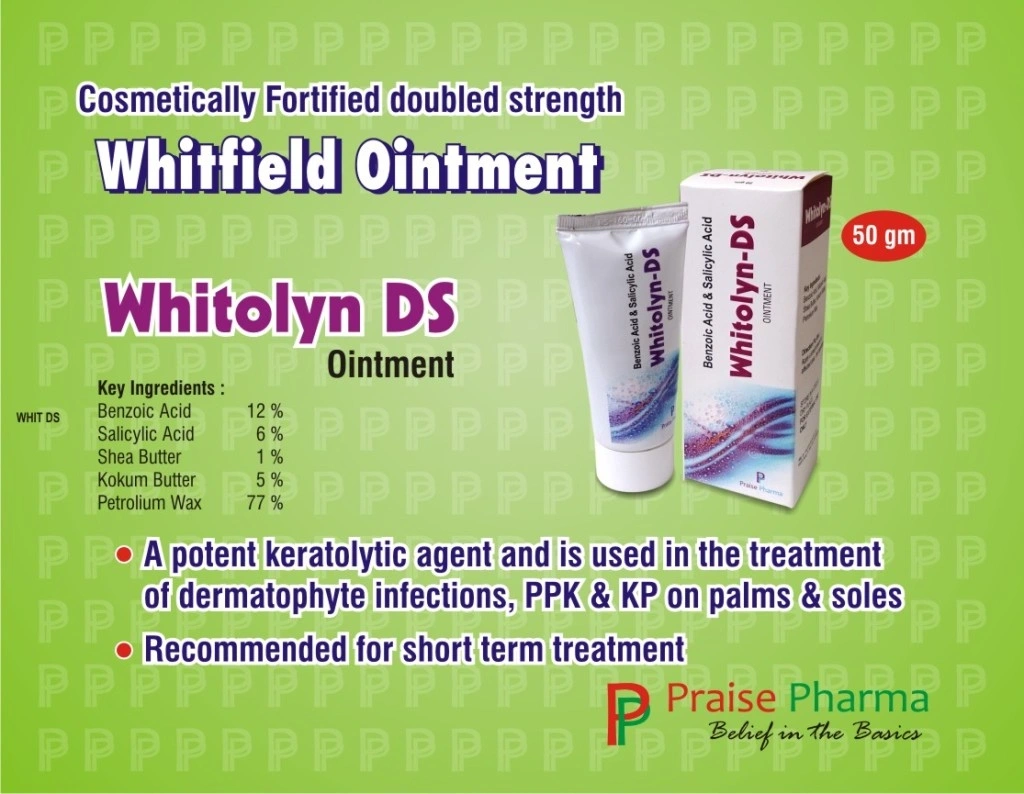 Cosmetically Fortified doubled strength
Whitfield Ointment
Whitolyn DS
Ointment
Key Ingredients :
Benzoic Acid 12 %
Salicylic Acid 6 %
Shea Butter 1 %
Kokum Butter 5 %
Petrolium Wax 77 %
WHIT DS
Benzoic Acid & Salicylic Acid
Whitolyn-DS
OINTMENT
Whitolyn-DS
Benzoic Acid & Salicylic Acid
Whitolyn-DS
OINTMENT
Praise Pharma
50 gm
• A potent keratolytic agent and is used in the treatment
of dermatophyte infections, PPK & KP on palms & soles
• Recommended for short term treatment
Praise Pharma
Belief in the Basics